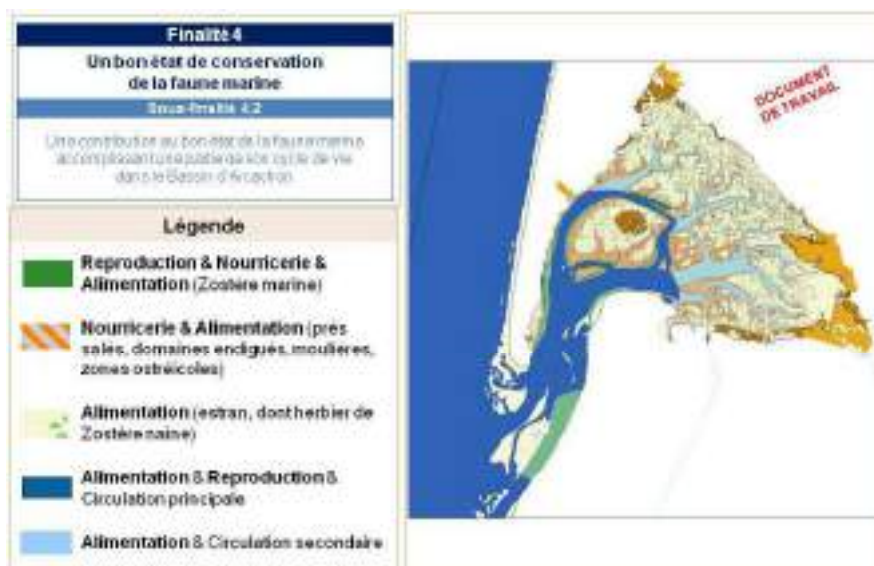 Finalité 4
Un bon état de conservation
de la faune marine
Sous-finalité 4.2
Une contribution au bon état de la faune marine
accomplissant une partie de son cycle de vie
dans le Bassin d'Arcachon
Légende
Reproduction & Nourricerie &
Alimentation (Zostère marine)
Nourricerie & Alimentation (prés
salés, domaines endigués, moulières,
zones ostréicoles)
Alimentation (estran, dont herbier de
Zostère naine)
Alimentation & Reproduction &
Circulation principale
Alimentation & Circulation secondaire
DOCUMENT
DE TRAVAIL